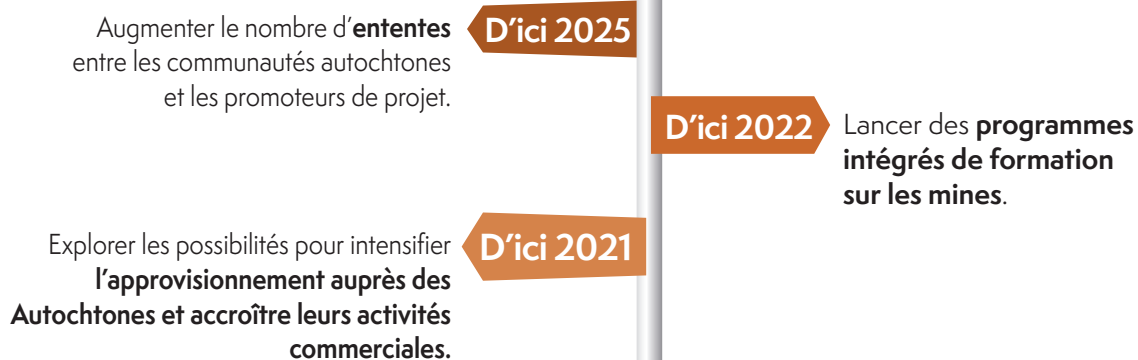 Augmenter le nombre d'ententes
entre les communautés autochtones
et les promoteurs de projet.
D'ici 2025
D'ici 2022
Lancer des programmes
intégrés de formation
sur les mines.
Explorer les possibilités pour intensifier
l'approvisionnement auprès des
Autochtones et accroître leurs activités
commerciales.
D'ici 2021